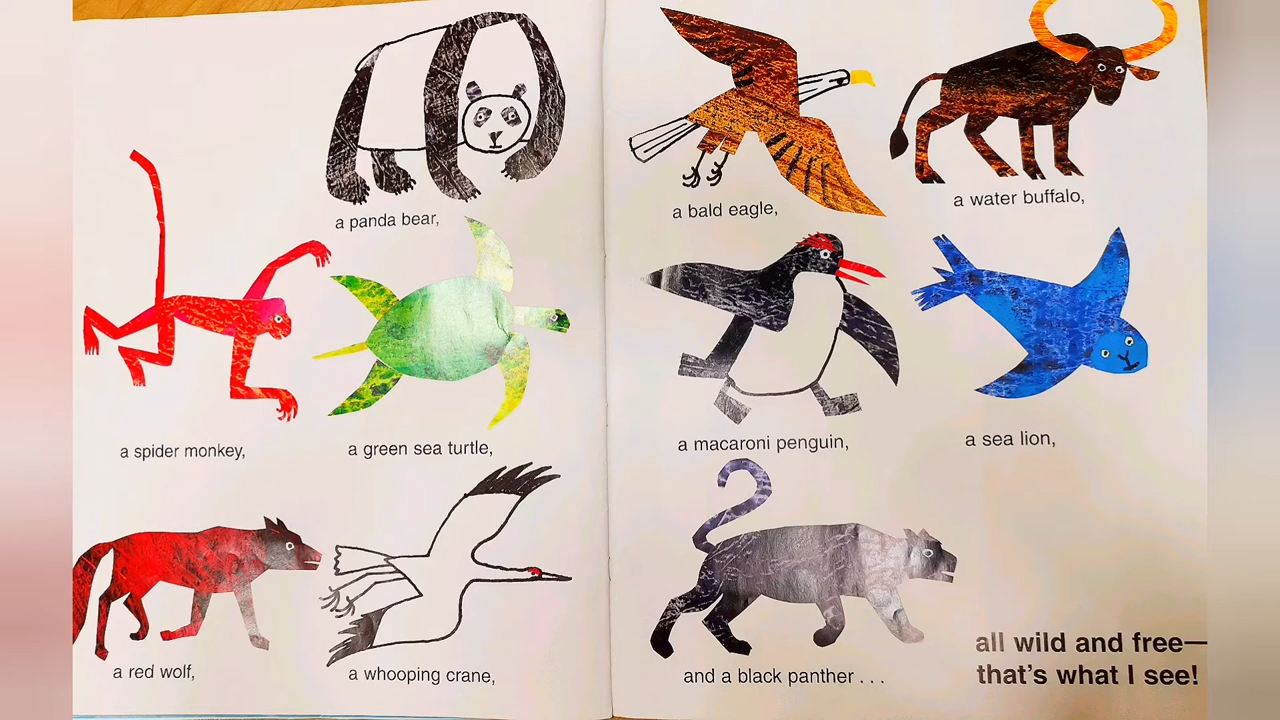 a panda bear,
a spider monkey,
a green sea turtle,
a red wolf,
a whooping crane,
a bald eagle,
a water buffalo,
a macaroni penguin,
a sea lion,
and a black panther . . .
all wild and free—
that's what I see!